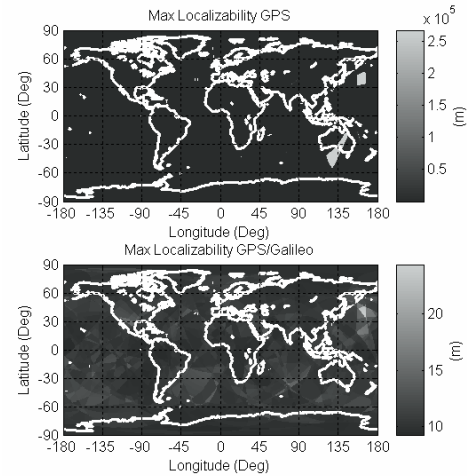 Max Localizability GPS
x 10^5
90
60
30
0
-30
-60
-90
Latitude (Deg)
-180 -135 -90 -45 0 45 90 135 180
Longitude (Deg)
2.5
2
1.5
1
0.5
(m)
Max Localizability GPS/Galileo
90
60
30
0
-30
-60
-90
Latitude (Deg)
-180 -135 -90 -45 0 45 90 135 180
Longitude (Deg)
20
15
10
(m)